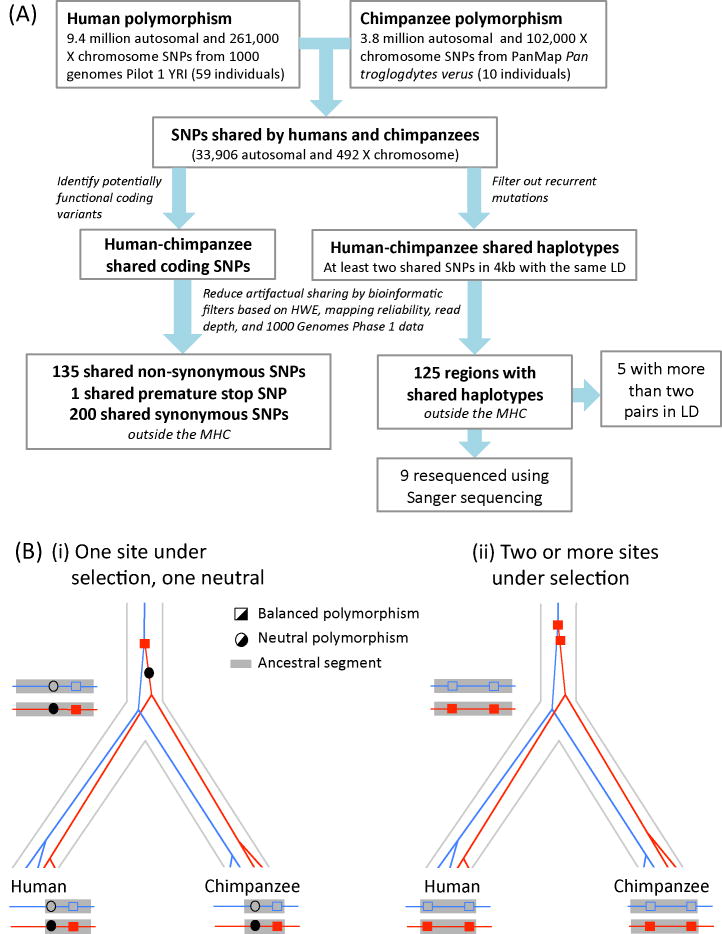 (A)
Human polymorphism
9.4 million autosomal and 261,000
X chromosome SNPs from 1000
genomes Pilot 1 YRI (59 individuals)
Chimpanzee polymorphism
3.8 million autosomal and 102,000 X
chromosome SNPs from PanMap Pan
troglogdytes verus (10 individuals)
SNPs shared by humans and chimpanzees
(33,906 autosomal and 492 X chromosome)
Identify potentially
functional coding
variants
Filter out recurrent
mutations
Human-chimpanzee
shared coding SNPs
Human-chimpanzee shared haplotypes
At least two shared SNPs in 4kb with the same LD
Reduce artifactual sharing by bioinformatic
filters based on HWE, mapping reliability, read
depth, and 1000 Genomes Phase 1 data
135 shared non-synonymous SNPs
1 shared premature stop SNP
200 shared synonymous SNPs
outside the MHC
125 regions with
shared haplotypes
outside the MHC
5 with more
than two
pairs in LD
9 resequenced using
Sanger sequencing
(B) (i) One site under
selection, one neutral
(ii) Two or more sites
under selection
Balanced polymorphism
Neutral polymorphism
Ancestral segment
Human
Chimpanzee
Human
Chimpanzee